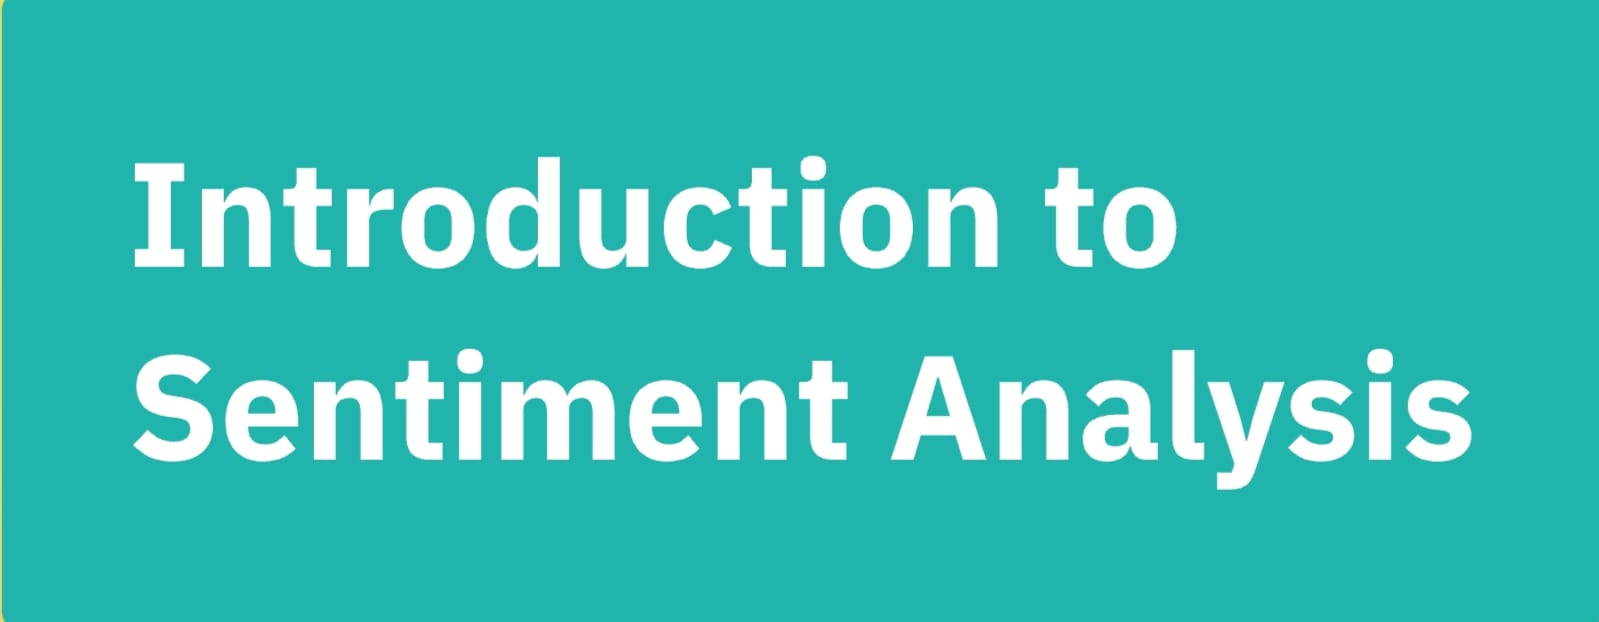 Introduction to
Sentiment Analysis